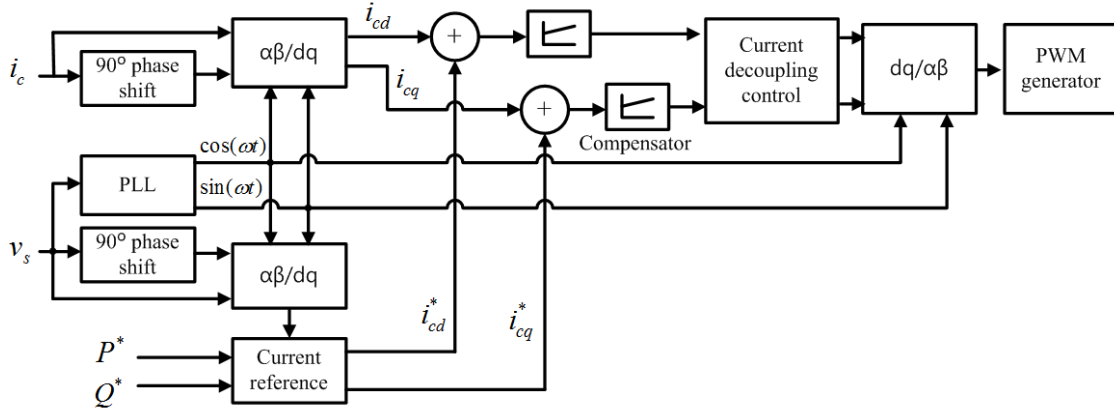 i_c
90° phase
shift
αβ/dq
i_cd
i_cq
+
+
Compensator
Current
decoupling
control
dq/αβ
PWM
generator
cos(ωt)
sin(ωt)
PLL
v_s
90° phase
shift
αβ/dq
i*_cd
i*_cq
P*
Q*
Current
reference